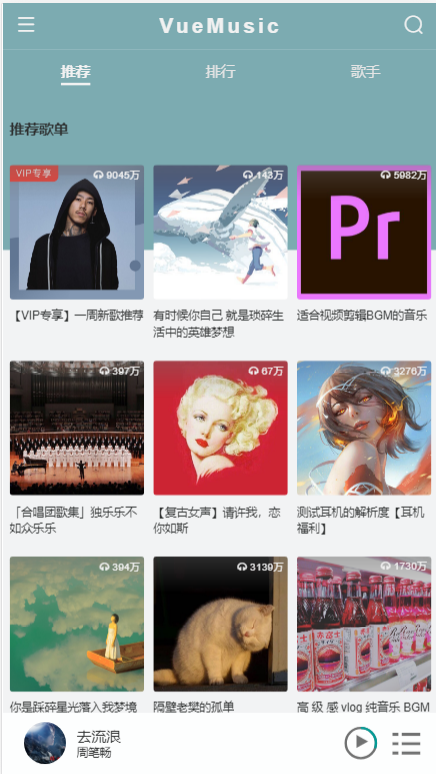 VueMusic
推荐 排行 歌手
推荐歌单
VIP专享 9045万
143万
Pr
5982万
【VIP专享】一周新歌推荐
有时候你自己 就是琐碎生
活中的英雄梦想
适合视频剪辑BGM的音乐
397万
67万
3276万
「合唱团歌集」独乐乐不
如众乐乐
【复古女声】请许我，恋
你如斯
测试耳机的解析度【耳机
福利】
394万
3139万
1730万
你是踩碎星光落入我梦境
隔壁老樊的孤单
高 级 感 vlog 纯音乐 BGM
去流浪
周笔畅